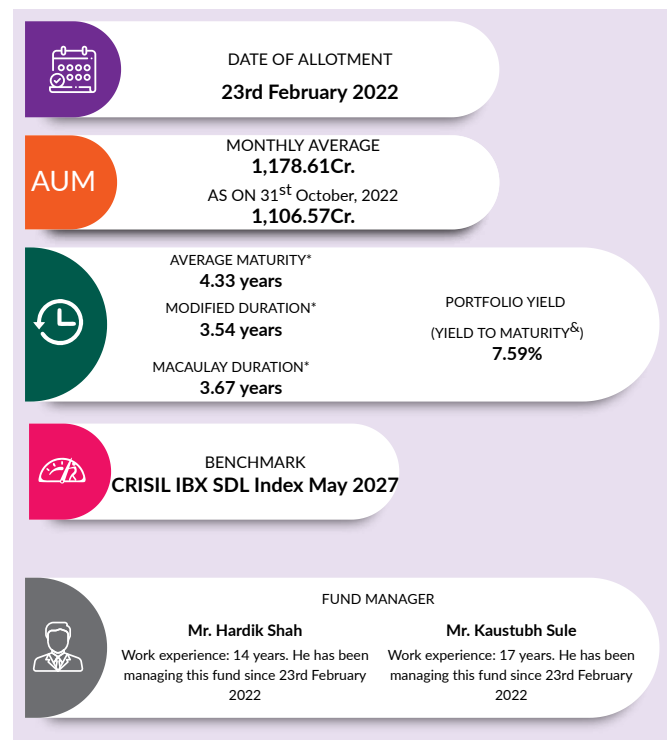 DATE OF ALLOTMENT
23rd February 2022
AUM
MONTHLY AVERAGE
1,178.61Cr.
AS ON 31st October, 2022
1,106.57Cr.
AVERAGE MATURITY*
4.33 years
MODIFIED DURATION*
3.54 years
MACAULAY DURATION*
3.67 years
PORTFOLIO YIELD
(YIELD TO MATURITY&)
7.59%
BENCHMARK
CRISIL IBX SDL Index May 2027
FUND MANAGER
Mr. Hardik Shah
Work experience: 14 years. He has been
managing this fund since 23rd February
2022
Mr. Kaustubh Sule
Work experience: 17 years. He has been
managing this fund since 23rd February
2022